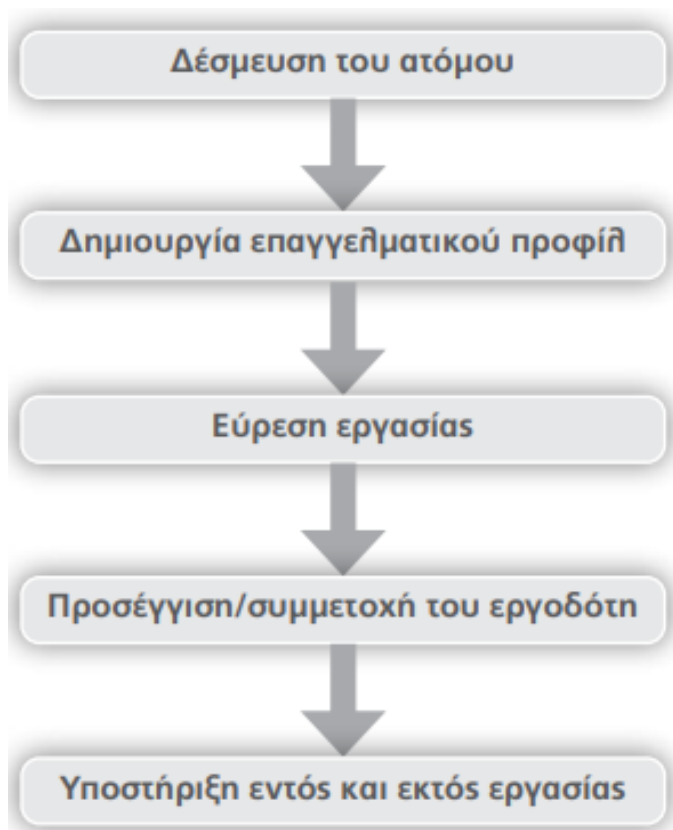 Δέσμευση του ατόμου
Δημιουργία επαγγελματικού προφίλ
Εύρεση εργασίας
Προσέγγιση/συμμετοχή του εργοδότη
Υποστήριξη εντός και εκτός εργασίας